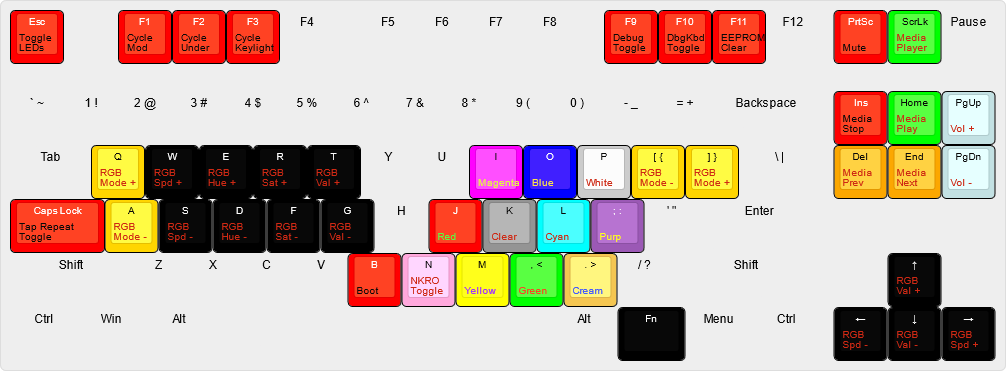 Esc F1 F2 F3 F4 F5 F6 F7 F8 F9 F10 F11 F12 PrtSc ScrLk Pause
Toggle Cycle Cycle Cycle Debug DbgKbd EEPROM Media
LEDs Mod Under Keylight Toggle Toggle Clear Mute Player
` ~ 1 ! 2 @ 3 # 4 $ 5 % 6 ^ 7 & 8 * 9 ( 0 ) - _ = + Backspace Ins Home PgUp
Media Media
Stop Play Vol +
Tab Q W E R T Y U I O P [ { ] } \ | Del End PgDn
RGB RGB RGB RGB RGB RGB RGB Media Media
Mode + Spd + Hue + Sat + Val + Magenta Blue White Mode - Mode + Prev Next Vol -
Caps Lock A S D F G H J K L ; : ' " Enter
Tap Repeat RGB RGB RGB RGB RGB
Toggle Mode - Spd - Hue - Sat - Val - Red Clear Cyan Purp
Shift Z X C V B N M , < . > / ? Shift ↑
NKRO RGB
Boot Toggle Yellow Green Cream Val +
Ctrl Win Alt Alt Fn Menu Ctrl ← ↓ →
RGB RGB RGB
Spd - Val - Spd +